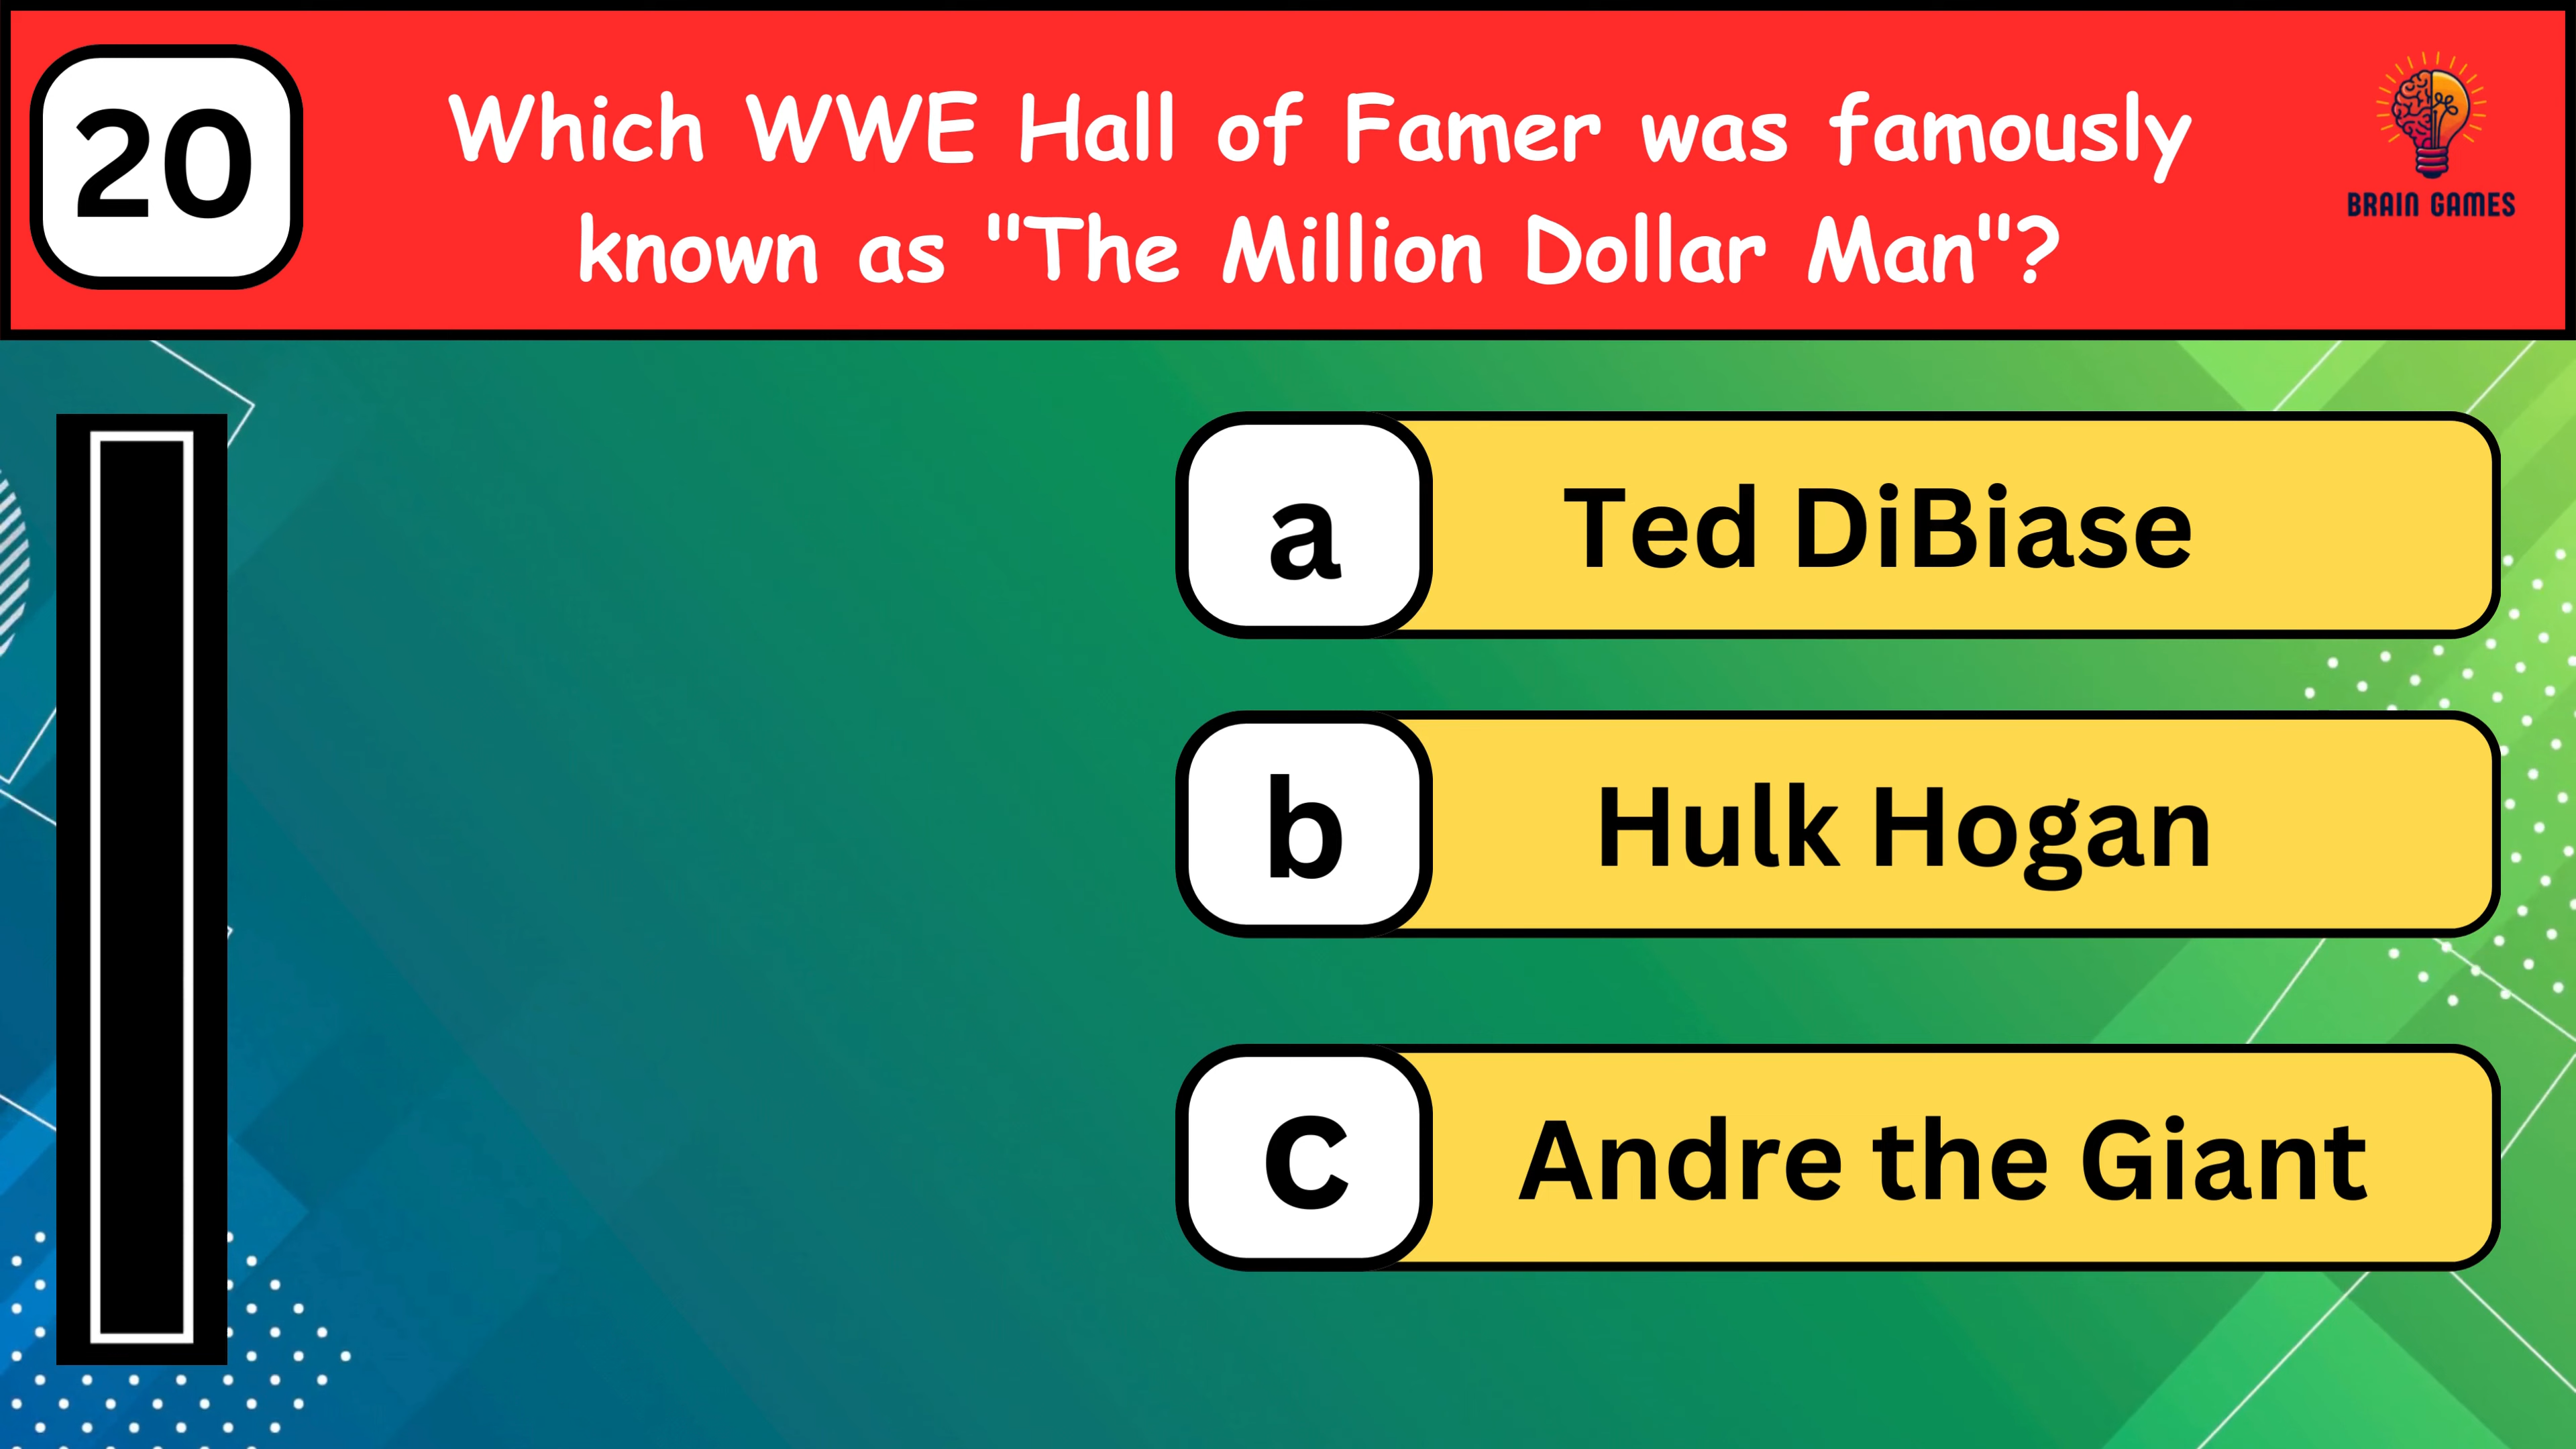 20
Which WWE Hall of Famer was famously
known as "The Million Dollar Man"?
BRAIN GAMES
a
Ted DiBiase
b
Hulk Hogan
c
Andre the Giant